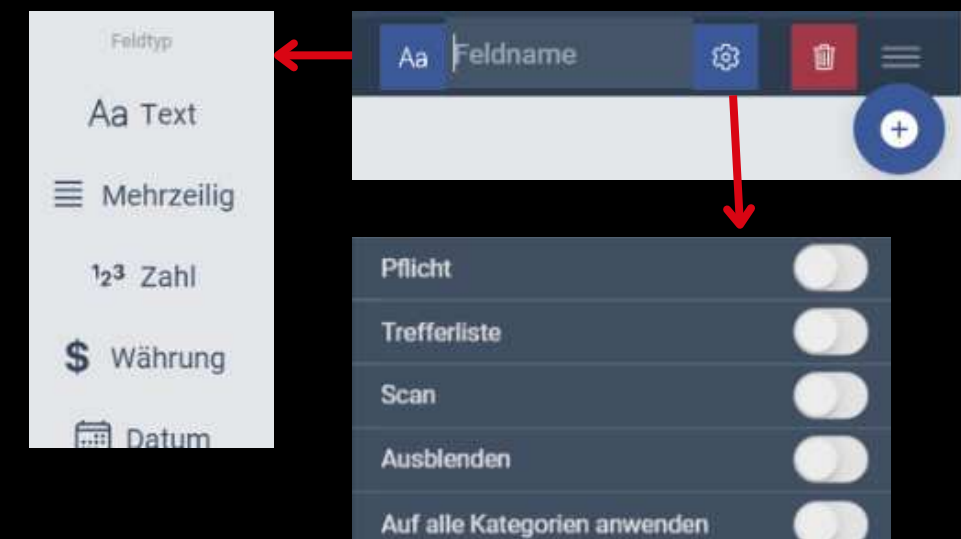 Feldtyp
Aa Text
Mehrzeilig
123 Zahl
$ Währung
Datum
Aa Feldname
Pflicht
Trefferliste
Scan
Ausblenden
Auf alle Kategorien anwenden